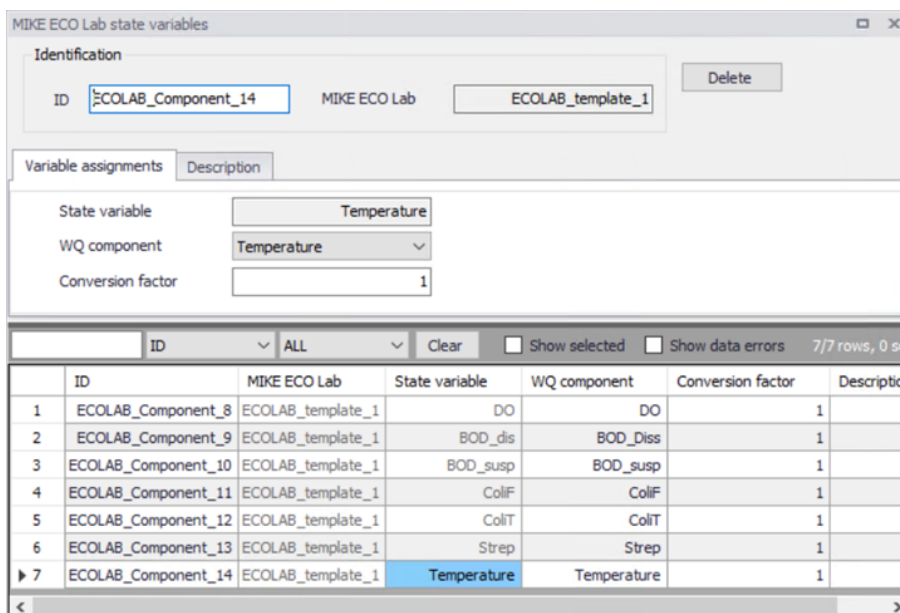 MIKE ECO Lab state variables
Identification
ID ECOLAB_Component_14 MIKE ECO Lab ECOLAB_template_1 Delete
Variable assignments Description
State variable Temperature
WQ component Temperature
Conversion factor 1
ID ALL Clear Show selected Show data errors 7/7 rows, 0 s
ID MIKE ECO Lab State variable WQ component Conversion factor Descripti
1 ECOLAB_Component_8 ECOLAB_template_1 DO DO 1
2 ECOLAB_Component_9 ECOLAB_template_1 BOD_dis BOD_Diss 1
3 ECOLAB_Component_10 ECOLAB_template_1 BOD_susp BOD_susp 1
4 ECOLAB_Component_11 ECOLAB_template_1 ColiF ColiF 1
5 ECOLAB_Component_12 ECOLAB_template_1 ColiT ColiT 1
6 ECOLAB_Component_13 ECOLAB_template_1 Strep Strep 1
7 ECOLAB_Component_14 ECOLAB_template_1 Temperature Temperature 1